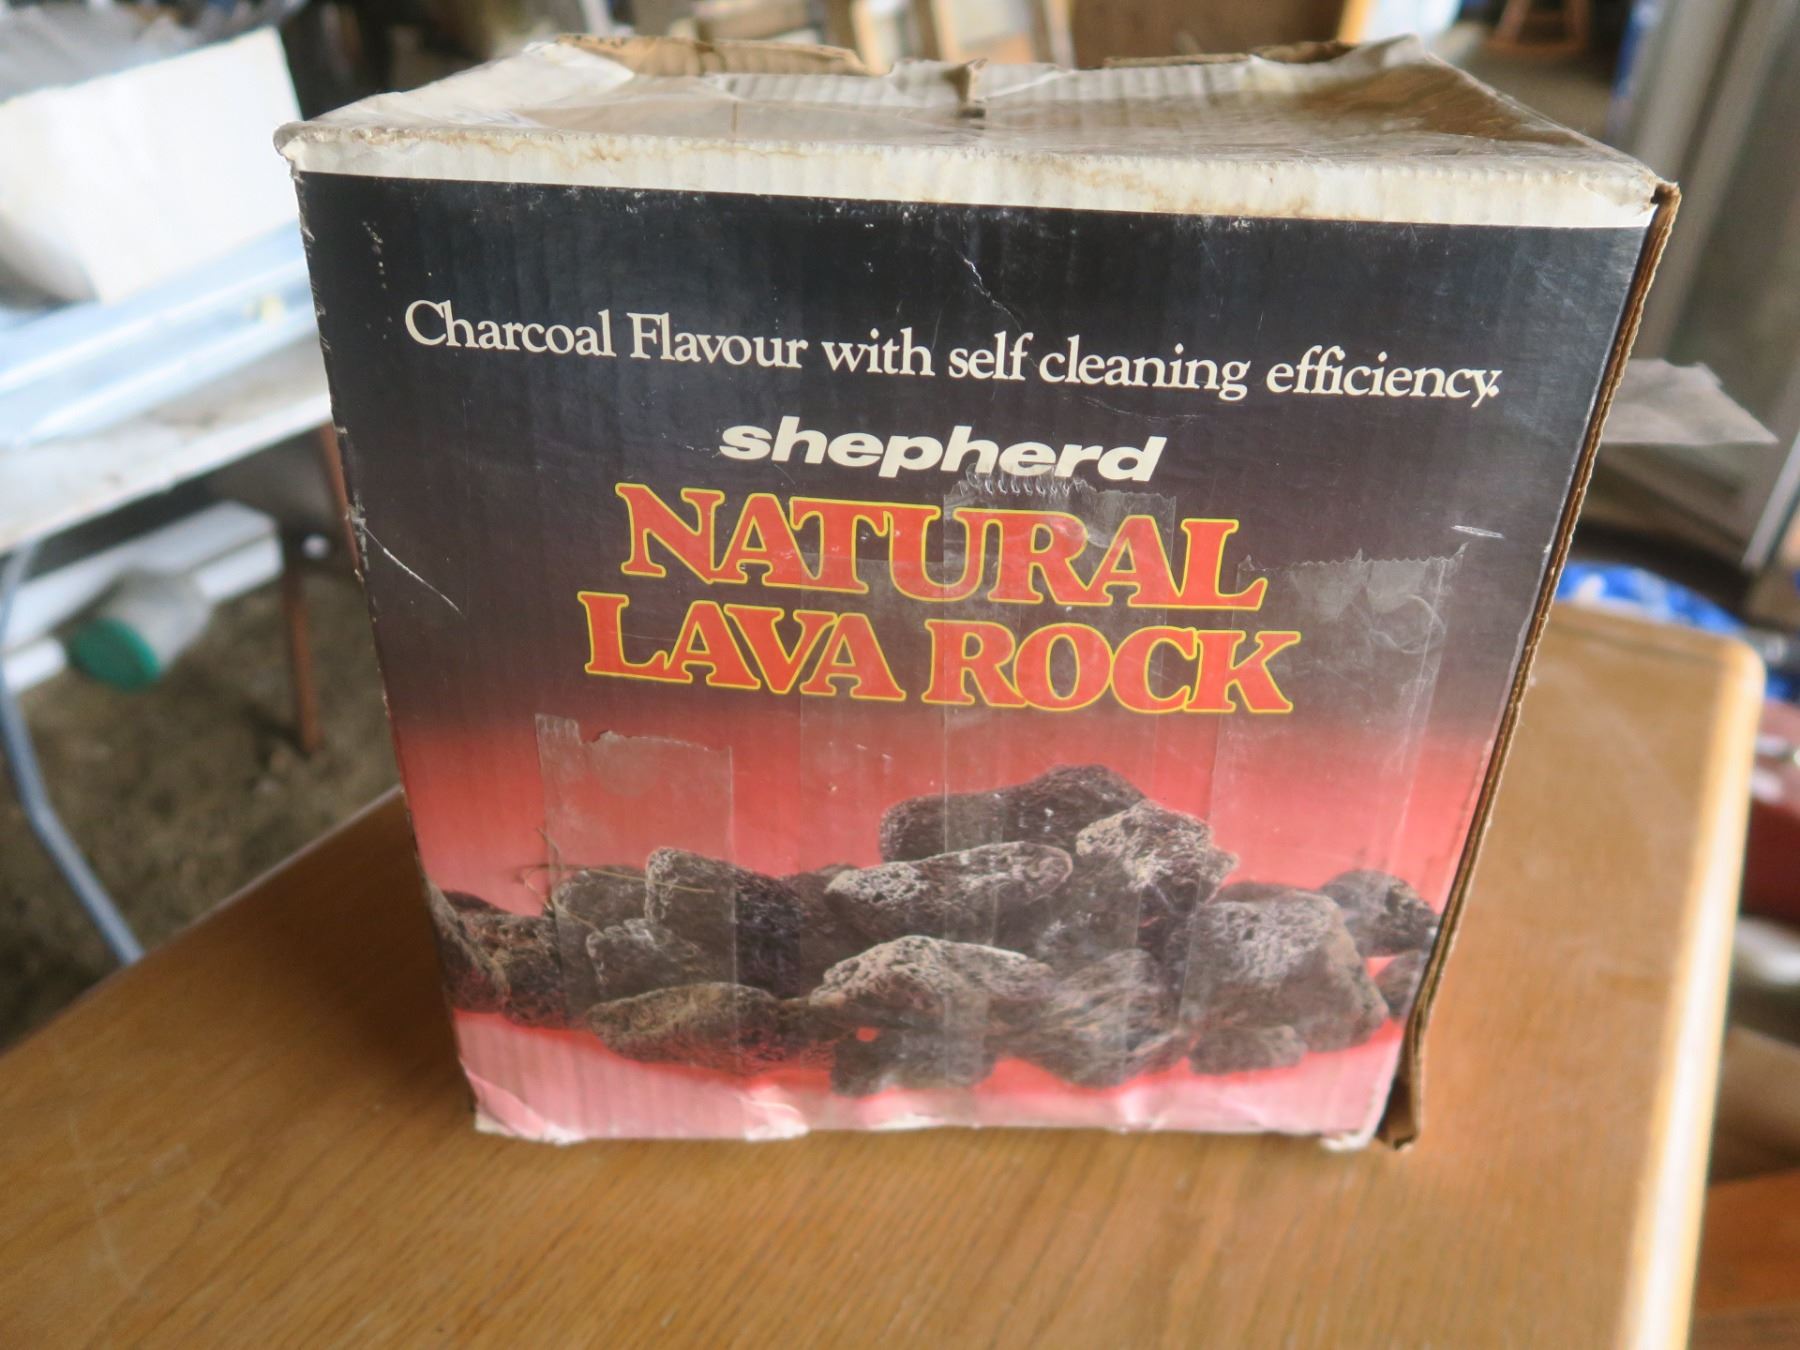 Charcoal Flavour with self cleaning efficiency.
shepherd
NATURAL
LAVA ROCK